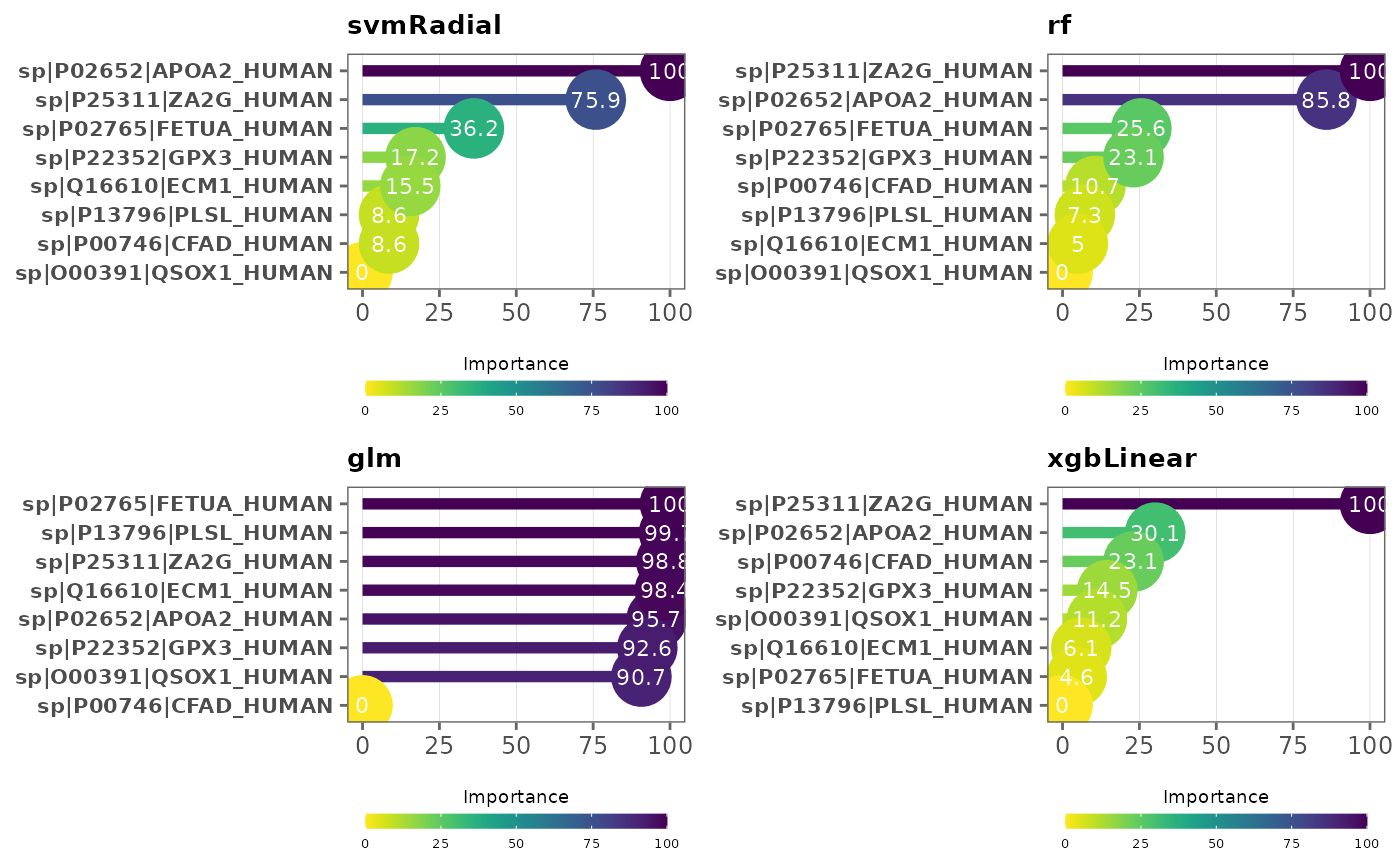 svmRadial
sp|P02652|APOA2_HUMAN 100
sp|P25311|ZA2G_HUMAN 75.9
sp|P02765|FETUA_HUMAN 36.2
sp|P22352|GPX3_HUMAN 17.2
sp|Q16610|ECM1_HUMAN 15.5
sp|P13796|PLSL_HUMAN 8.6
sp|P00746|CFAD_HUMAN 8.6
sp|O00391|QSOX1_HUMAN 0
0 25 50 75 100
Importance
0 25 50 75 100
rf
sp|P25311|ZA2G_HUMAN 100
sp|P02652|APOA2_HUMAN 85.8
sp|P02765|FETUA_HUMAN 25.6
sp|P22352|GPX3_HUMAN 23.1
sp|P00746|CFAD_HUMAN 10.7
sp|P13796|PLSL_HUMAN 7.3
sp|Q16610|ECM1_HUMAN 5
sp|O00391|QSOX1_HUMAN 0
0 25 50 75 100
Importance
0 25 50 75 100
glm
sp|P02765|FETUA_HUMAN 100
sp|P13796|PLSL_HUMAN
sp|P25311|ZA2G_HUMAN 98.8
sp|Q16610|ECM1_HUMAN 98.4
sp|P02652|APOA2_HUMAN 95.7
sp|P22352|GPX3_HUMAN 92.6
sp|O00391|QSOX1_HUMAN 90.7
sp|P00746|CFAD_HUMAN 0
0 25 50 75 100
Importance
0 25 50 75 100
xgbLinear
sp|P25311|ZA2G_HUMAN 100
sp|P02652|APOA2_HUMAN 30.1
sp|P00746|CFAD_HUMAN 23.1
sp|P22352|GPX3_HUMAN 14.5
sp|O00391|QSOX1_HUMAN 11.2
sp|Q16610|ECM1_HUMAN 6.1
sp|P02765|FETUA_HUMAN 4.6
sp|P13796|PLSL_HUMAN 0
0 25 50 75 100
Importance
0 25 50 75 100